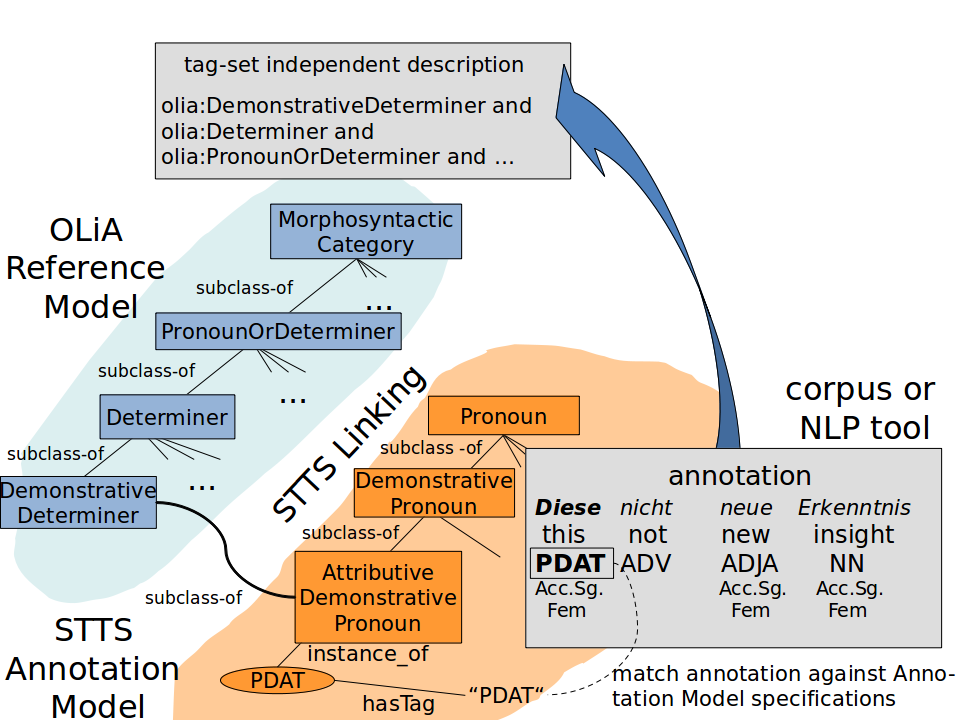 tag-set independent description
olia:DemonstrativeDeterminer and
olia:Determiner and
olia:PronounOrDeterminer and ...
OLiA
Reference
Model
Morphosyntactic
Category
subclass-of
...
PronounOrDeterminer
subclass-of
...
Determiner
subclass-of
...
Demonstrative
Determiner
STTS Linking
Pronoun
subclass -of
Demonstrative
Pronoun
subclass-of
Attributive
Demonstrative
Pronoun
subclass-of
instance_of
PDAT
hasTag
“PDAT“
STTS
Annotation
Model
corpus or
NLP tool
annotation
Diese nicht neue Erkenntnis
this not new insight
PDAT ADV ADJA NN
Acc.Sg. Acc.Sg. Acc.Sg.
Fem Fem Fem
match annotation against Anno-
tation Model specifications